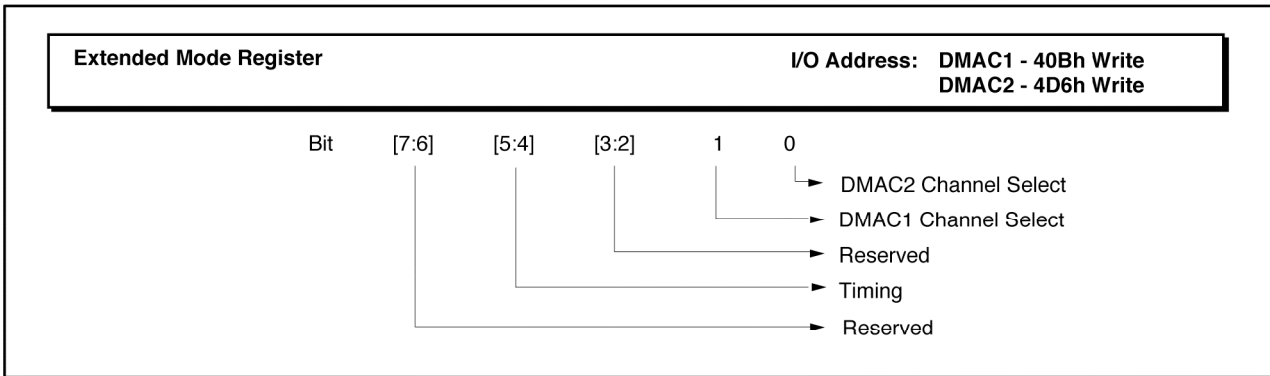 Extended Mode Register
I/O Address: DMAC1 - 40Bh Write
DMAC2 - 4D6h Write
Bit [7:6] [5:4] [3:2] 1 0
DMAC2 Channel Select
DMAC1 Channel Select
Reserved
Timing
Reserved